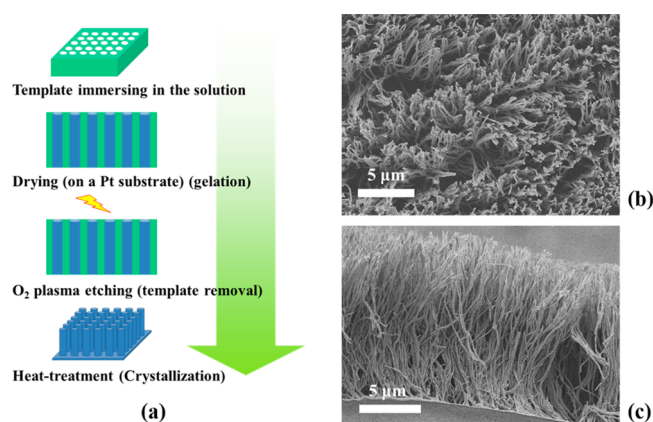 Template immersing in the solution
Drying (on a Pt substrate) (gelation)
O₂ plasma etching (template removal)
Heat-treatment (Crystallization)
(a)
5 μm
(b)
5 μm
(c)